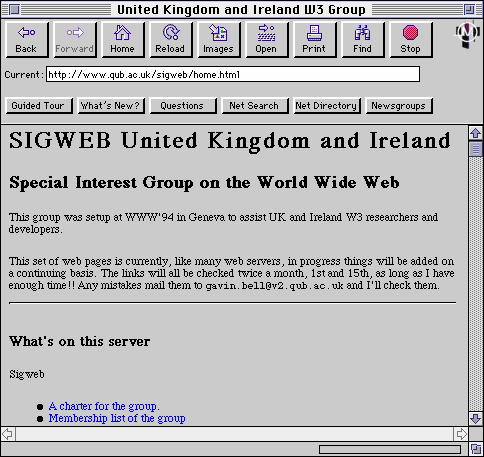 United Kingdom and Ireland W3 Group
Back Forward Home Reload Images Open Print Find Stop
Current: http://www.qub.ac.uk/sigweb/home.html
Guided Tour What's New? Questions Net Search Net Directory Newsgroups
SIGWEB United Kingdom and Ireland
Special Interest Group on the World Wide Web
This group was setup at WWW'94 in Geneva to assist UK and Ireland W3 researchers and
developers.
This set of web pages is currently, like many web servers, in progress things will be added on
a continuing basis. The links will all be checked twice a month, 1st and 15th, as long as I have
enough time!! Any mistakes mail them to gavin.bell@v2.qub.ac.uk and I'll check them.
What's on this server
Sigweb
● A charter for the group.
● Membership list of the group